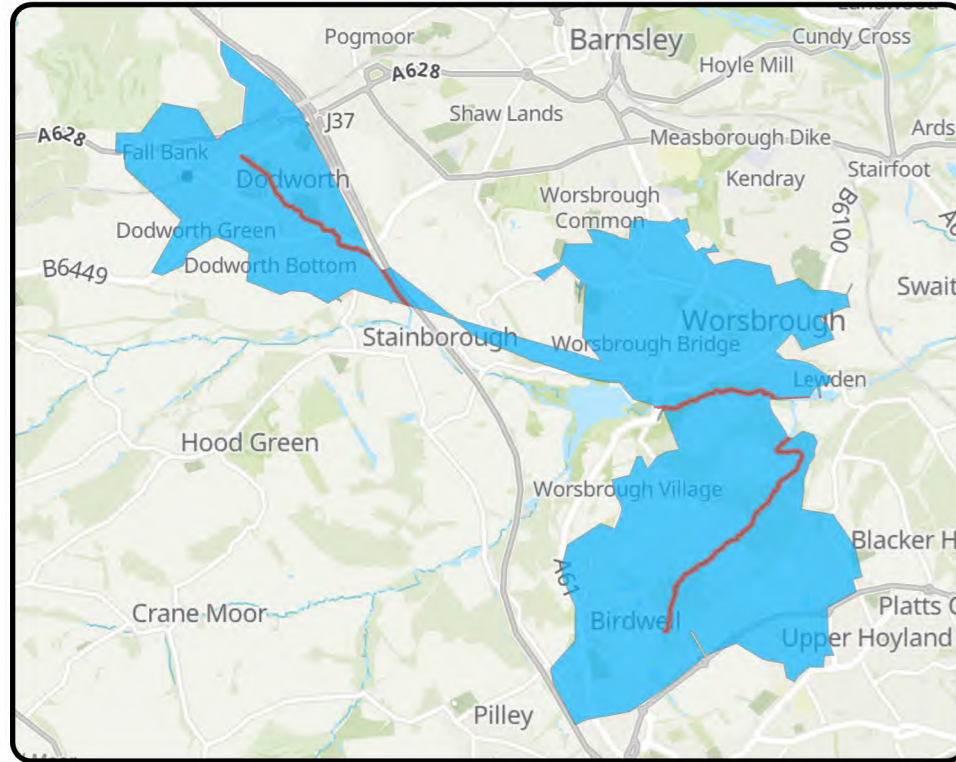 Pogmoor
Barnsley
Cundy Cross
Hoyle Mill
A628
Shaw Lands
J37
A628
Measborough Dike
Ards
Fall Bank
Stairfoot
Dodworth
Kendray
Worsbrough
Common
B6100
Dodworth Green
Dodworth Bottom
B6449
Swait
Stainborough
Worsbrough
Worsbrough Bridge
Lewden
Hood Green
Worsbrough Village
Blacker H
A61
Crane Moor
Birdwell
Platts C
Upper Hoyland
Pilley